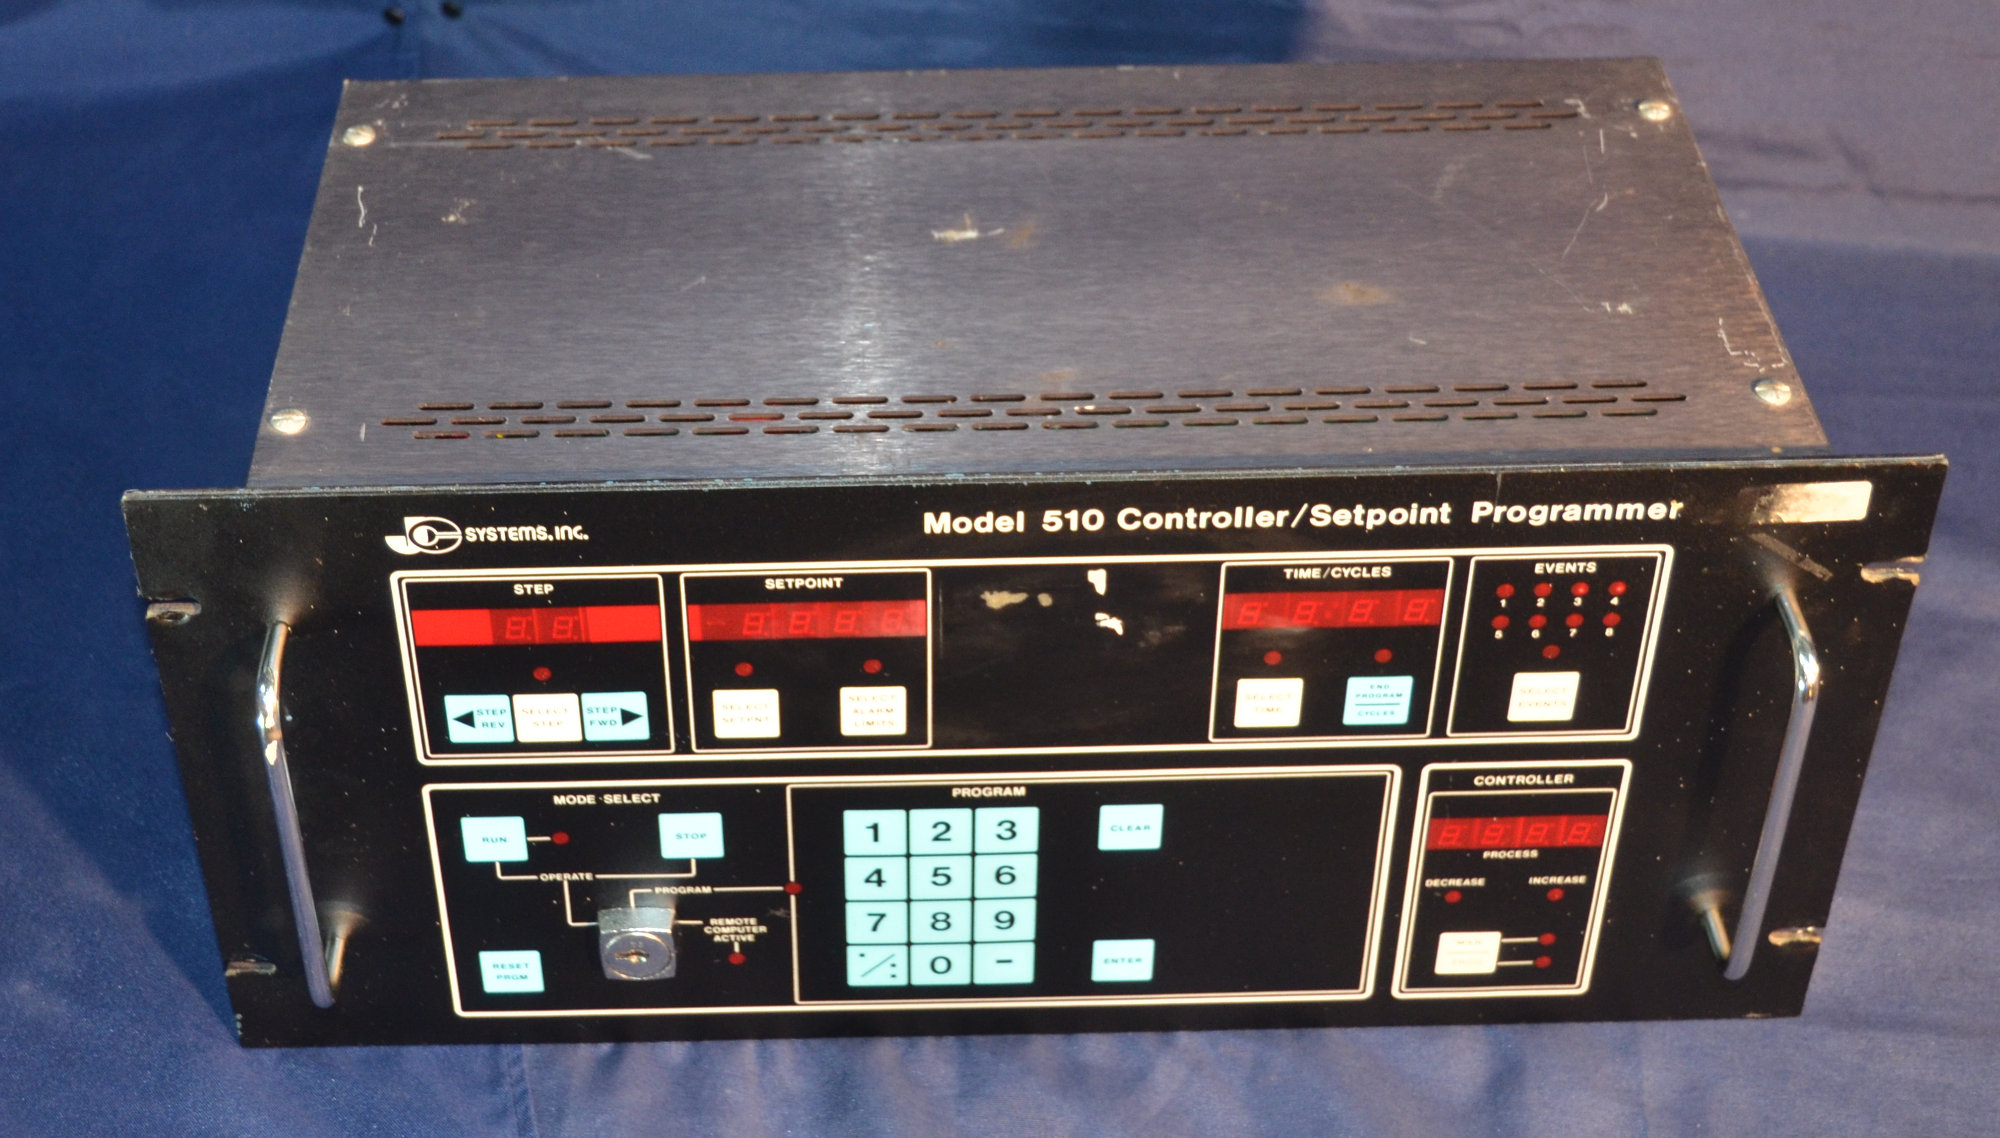 JC SYSTEMS, INC.
Model 510 Controller/Setpoint Programmer
STEP
STEP REV
SELECT STEP
STEP FWD
SETPOINT
SELECT SETPNT
SELECT ALARM LIMITS
TIME/CYCLES
SELECT TIME
END PROGRAM
CYCLES
EVENTS
1 2 3 4
5 6 7 8
SELECT EVENTS
MODE SELECT
RUN
STOP
OPERATE
PROGRAM
REMOTE
COMPUTER
ACTIVE
RESET
PRGM
PROGRAM
1 2 3
4 5 6
7 8 9
0 -
CLEAR
ENTER
CONTROLLER
PROCESS
DECREASE INCREASE